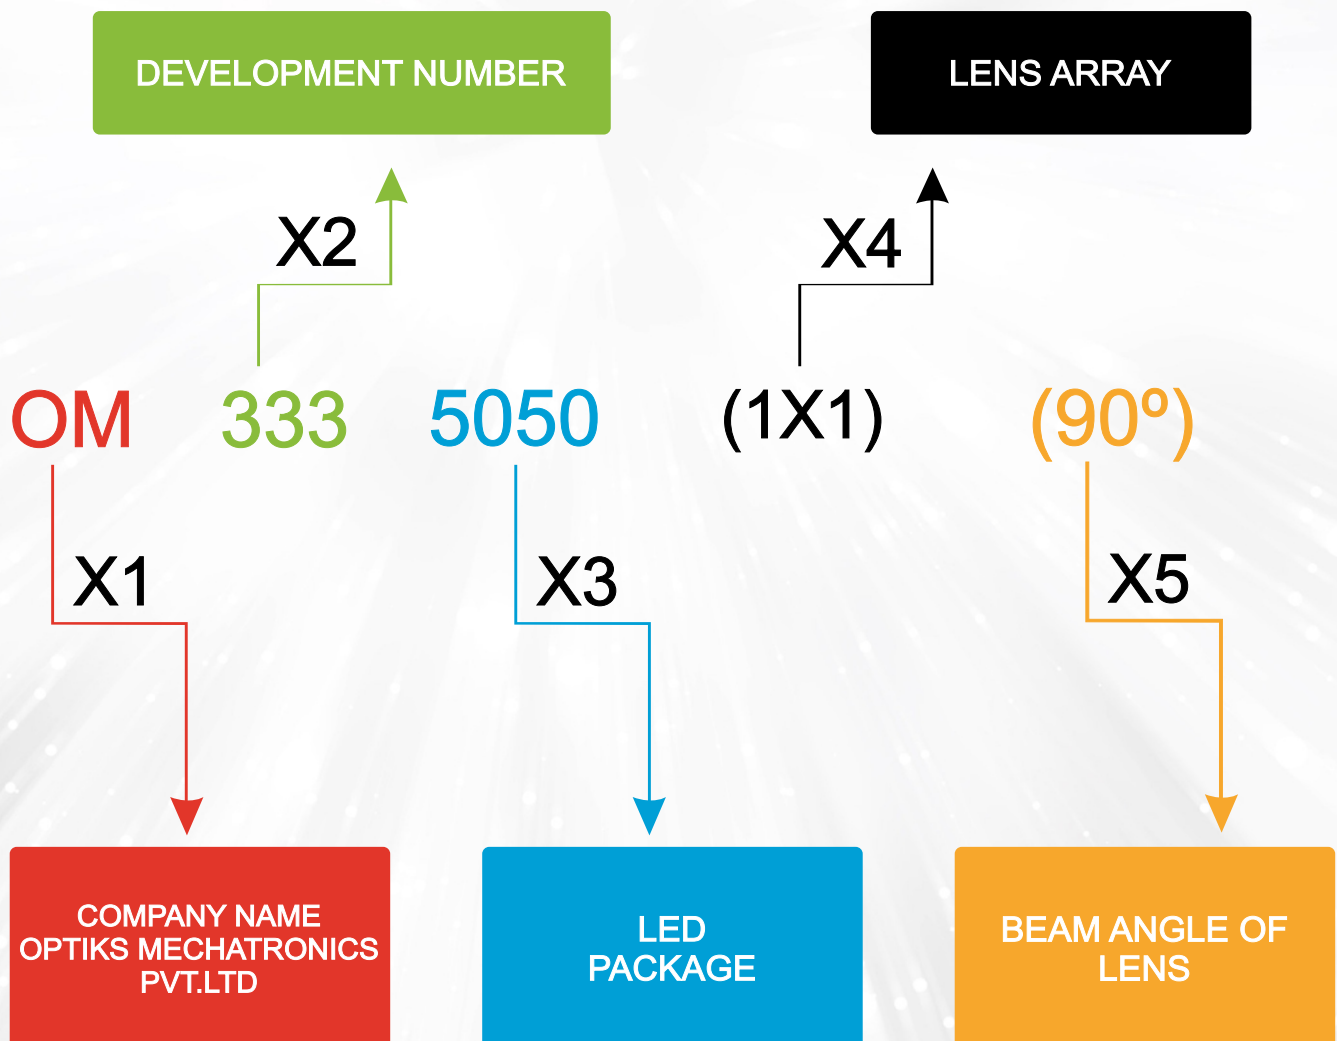 DEVELOPMENT NUMBER
LENS ARRAY
X2
X4
OM 333 5050 (1X1) (90º)
X1
X3
X5
COMPANY NAME
OPTIKS MECHATRONICS
PVT.LTD
LED
PACKAGE
BEAM ANGLE OF
LENS